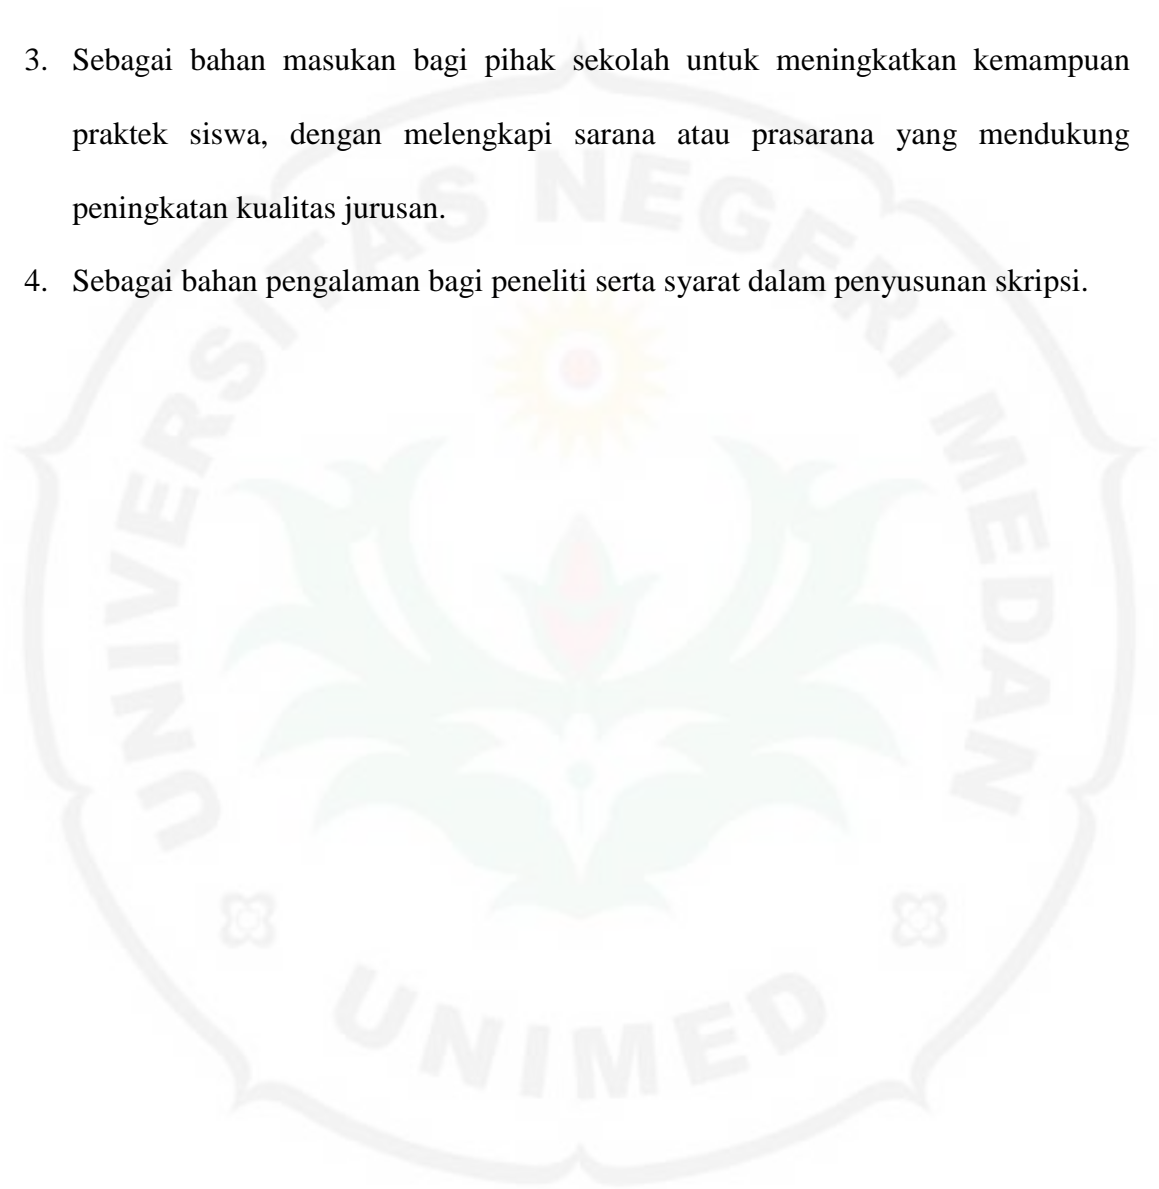 3. Sebagai bahan masukan bagi pihak sekolah untuk meningkatkan kemampuan
praktek siswa, dengan melengkapi sarana atau prasarana yang mendukung
peningkatan kualitas jurusan.
4. Sebagai bahan pengalaman bagi peneliti serta syarat dalam penyusunan skripsi.
UNIVERSITAS NEGERI MEDAN
UNIMED